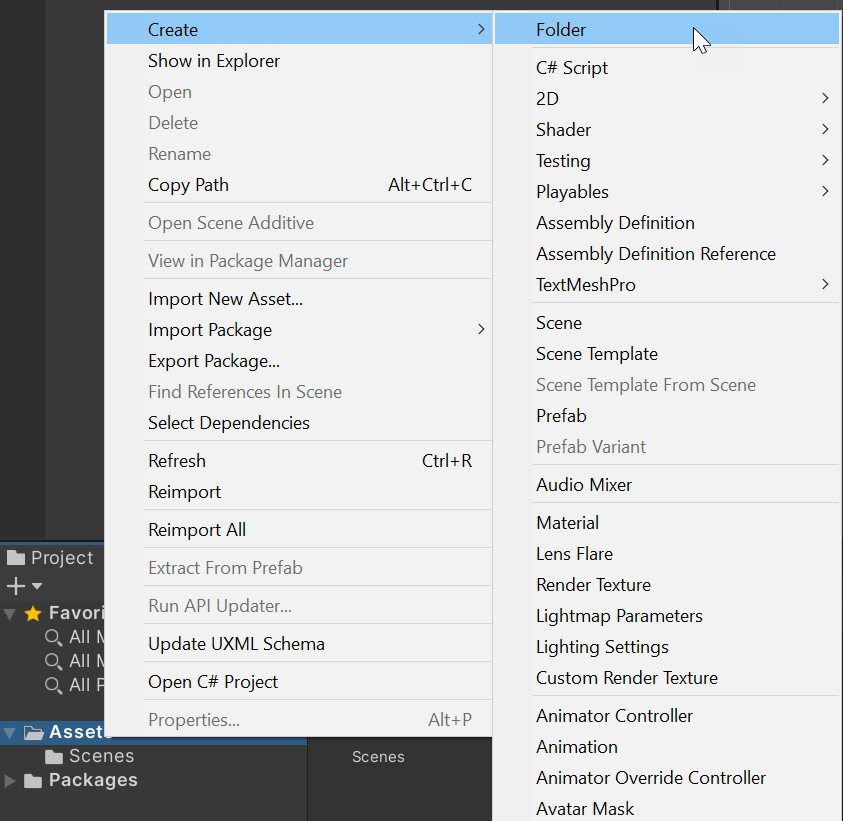 Create
Show in Explorer
Open
Delete
Rename
Copy Path Alt+Ctrl+C
Open Scene Additive
View in Package Manager
Import New Asset...
Import Package
Export Package...
Find References In Scene
Select Dependencies
Refresh Ctrl+R
Reimport
Reimport All
Extract From Prefab
Run API Updater...
Update UXML Schema
Open C# Project
Properties... Alt+P
Folder
C# Script
2D
Shader
Testing
Playables
Assembly Definition
Assembly Definition Reference
TextMeshPro
Scene
Scene Template
Scene Template From Scene
Prefab
Prefab Variant
Audio Mixer
Material
Lens Flare
Render Texture
Lightmap Parameters
Lighting Settings
Custom Render Texture
Animator Controller
Animation
Animator Override Controller
Avatar Mask
Project
Favori
All M
All M
All P
Assets
Scenes
Packages
Scenes